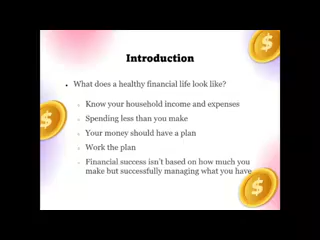 Introduction
• What does a healthy financial life look like?
Know your household income and expenses
Spending less than you make
Your money should have a plan
Work the plan
Financial success isn't based on how much you
make but successfully managing what you have
$
$
$
$